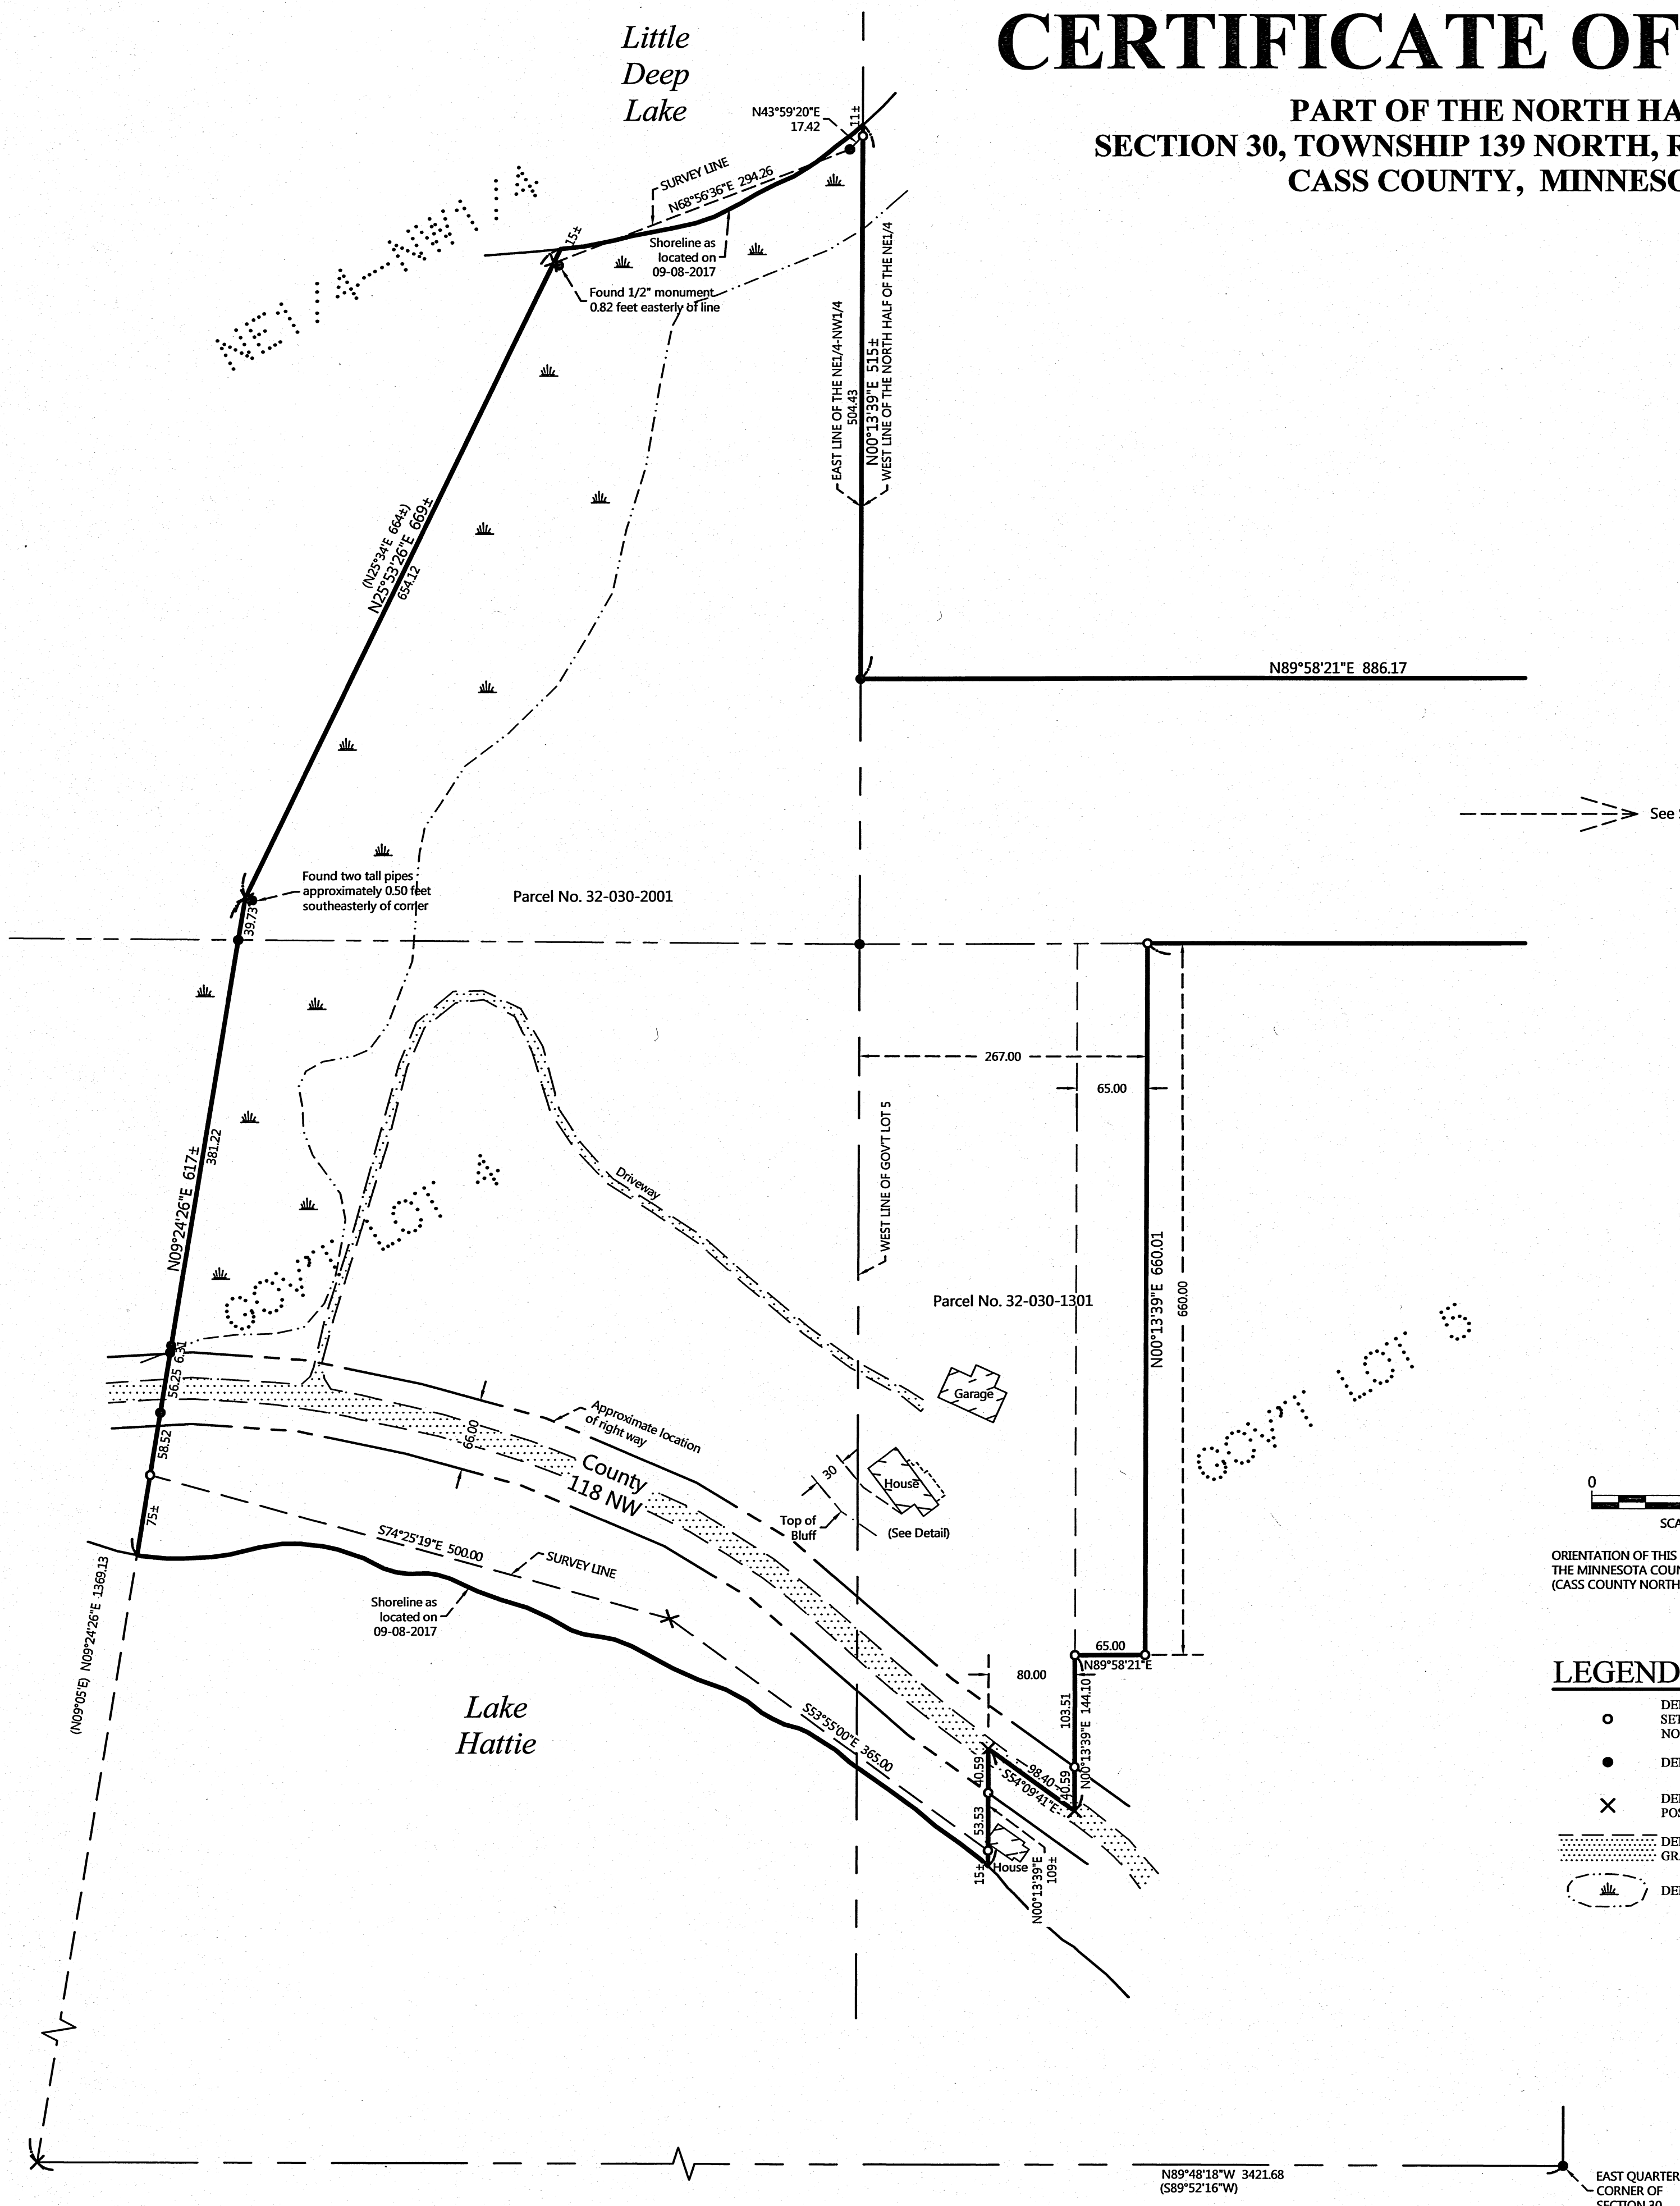 CERTIFICATE OF
PART OF THE NORTH HA
SECTION 30, TOWNSHIP 139 NORTH, R
CASS COUNTY, MINNESO
Little
Deep
Lake
N43°59'20"E
17.42
11±
SURVEY LINE
N68°56'36"E 294.26
15±
Shoreline as
located on
09-08-2017
Found 1/2" monument
0.82 feet easterly of line
NE1/4-NW1/4
EAST LINE OF THE NE1/4-NW1/4
504.43
N00°13'39"E 515±
WEST LINE OF THE NORTH HALF OF THE NE1/4
(N25°34'E 664±)
N25°53'26"E 669±
654.12
N89°58'21"E 886.17
See
Found two tall pipes
approximately 0.50 feet
southeasterly of corner
39.73
Parcel No. 32-030-2001
267.00
65.00
WEST LINE OF GOV'T LOT 5
N09°24'26"E 617±
381.22
GOV'T LOT 4
Driveway
Parcel No. 32-030-1301
N00°13'39"E 660.01
660.00
GOV'T LOT 5
6.31
56.25
58.52
75±
66.00
Approximate location
of right way
County
118 NW
Garage
House
30
Top of
Bluff
(See Detail)
S74°25'19"E 500.00
SURVEY LINE
Shoreline as
located on
09-08-2017
(N09°05'E) N09°24'26"E 1369.13
Lake
Hattie
S53°55'00"E 365.00
80.00
65.00
N89°58'21"E
103.51
N00°13'39"E 144.10
40.59
98.40
S54°09'41"E
40.59
53.53
15±
House
N00°13'39"E
109±
0
SCA
ORIENTATION OF THIS
THE MINNESOTA COUN
(CASS COUNTY NORTH
LEGEND
DE
SET
NO
DE
DE
POS
DE
GRA
DE
N89°48'18"W 3421.68
(S89°52'16"W)
EAST QUARTER
CORNER OF
SECTION 30